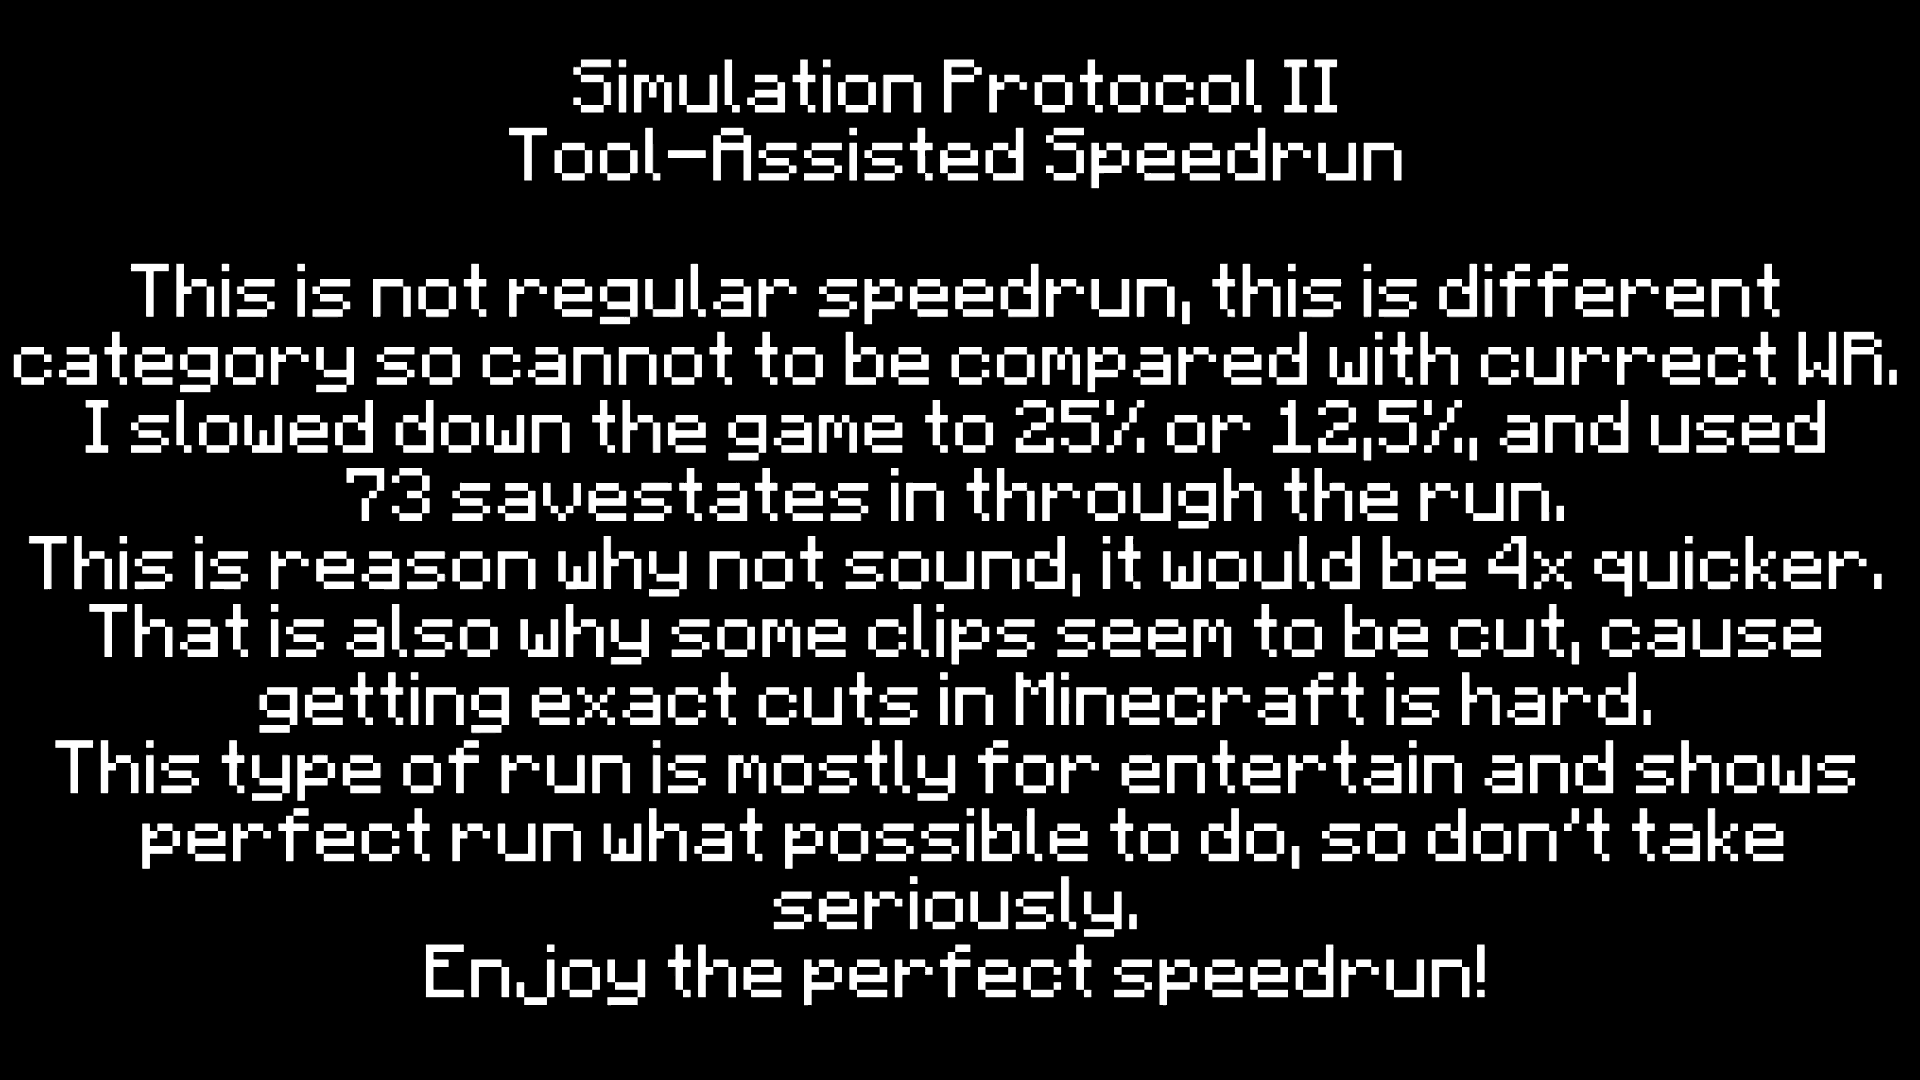 Simulation Protocol II
Tool-Assisted Speedrun
This is not regular speedrun, this is different
category so cannot to be compared with currect WR.
I slowed down the game to 25% or 12,5%, and used
73 savestates in through the run.
This is reason why not sound, it would be 4x quicker.
That is also why some clips seem to be cut, cause
getting exact cuts in Minecraft is hard.
This type of run is mostly for entertain and shows
perfect run what possible to do, so don't take
seriously.
Enjoy the perfect speedrun!